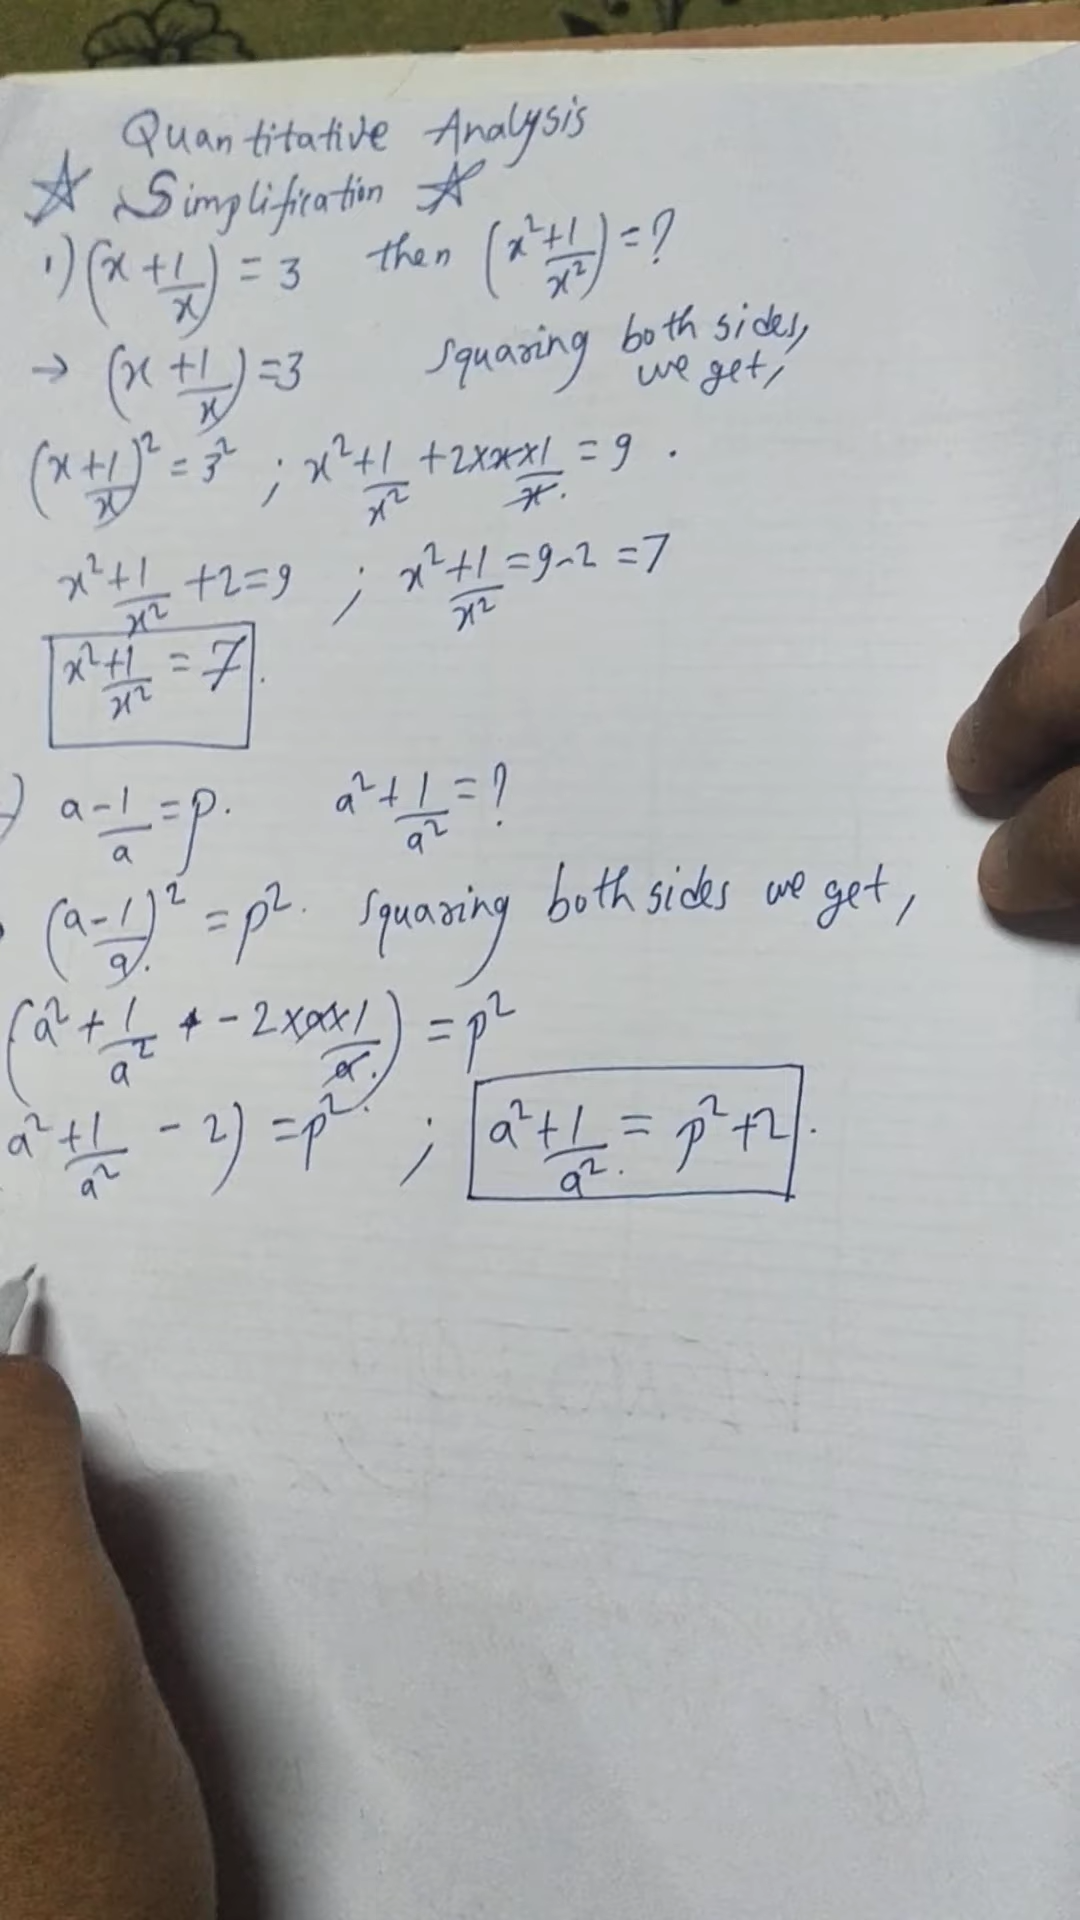 Quantitative Analysis
☆ Simplification ☆
1) (x + 1/x) = 3 then (x² + 1/x²) = ?
→ (x + 1/x) = 3 squaring both sides,
we get,
(x + 1/x)² = 3² ; x² + 1/x² + 2 × x × 1/x = 9 .
x² + 1/x² + 2 = 9 ; x² + 1/x² = 9 - 2 = 7
x² + 1/x² = 7 .
) a - 1/a = p . a² + 1/a² = ?
(a - 1/a)² = p² . squaring both sides we get,
(a² + 1/a² - 2 × a × 1/a) = p²
a² + 1/a² - 2) = p² . ; a² + 1/a² = p² + 2 .